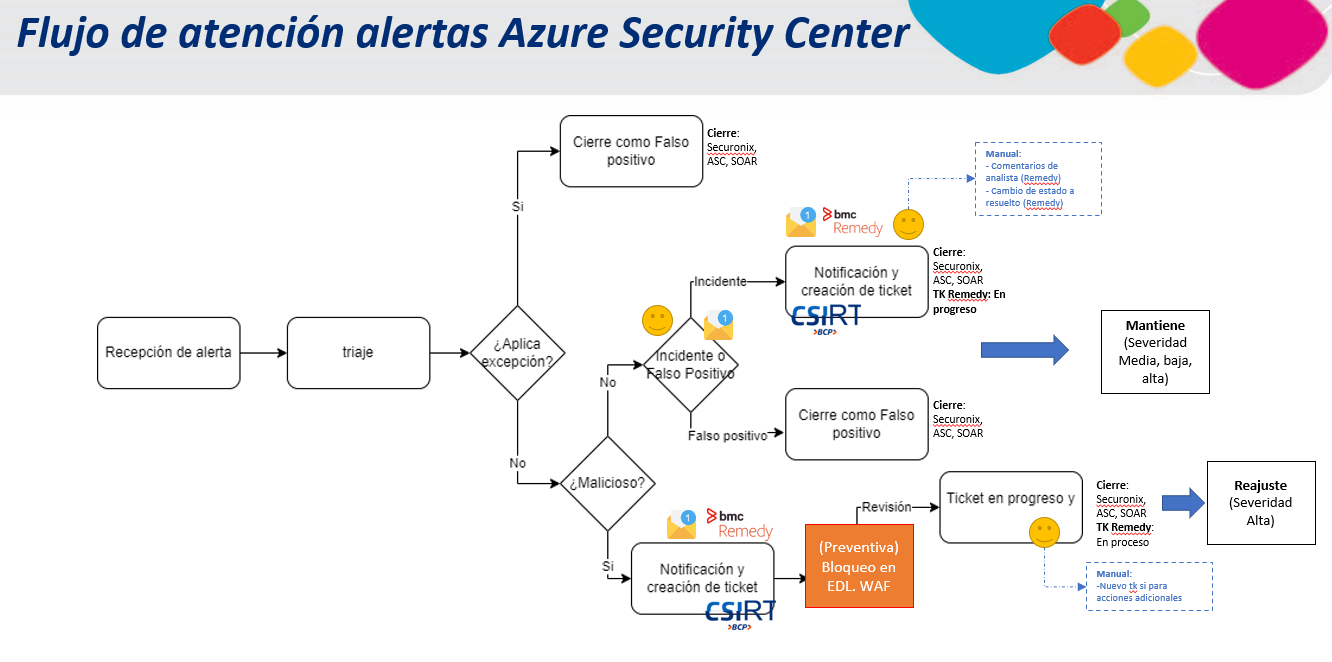 Flujo de atención alertas Azure Security Center
Cierre como Falso
positivo
Cierre:
Securonix,
ASC, SOAR
Manual:
- Comentarios de
analista (Remedy)
- Cambio de estado a
resuelto (Remedy)
Si
1
bmc
Remedy
Incidente
Notificación y
creación de ticket
CSIRT
>BCP>
Cierre:
Securonix,
ASC, SOAR
TK Remedy: En
progreso
1
Recepción de alerta
triaje
¿Aplica
excepción?
Incidente o
Falso Positivo
Mantiene
(Severidad
Media, baja,
alta)
No
Falso positivo
Cierre como Falso
positivo
Cierre:
Securonix,
ASC, SOAR
No
¿Malicioso?
Revisión
Ticket en progreso y
Cierre:
Securonix,
ASC, SOAR
TK Remedy:
En proceso
Reajuste
(Severidad
Alta)
1
bmc
Remedy
Si
Notificación y
creación de ticket
CSIRT
>BCP>
(Preventiva)
Bloqueo en
EDL. WAF
Manual:
-Nuevo tk si para
acciones adicionales